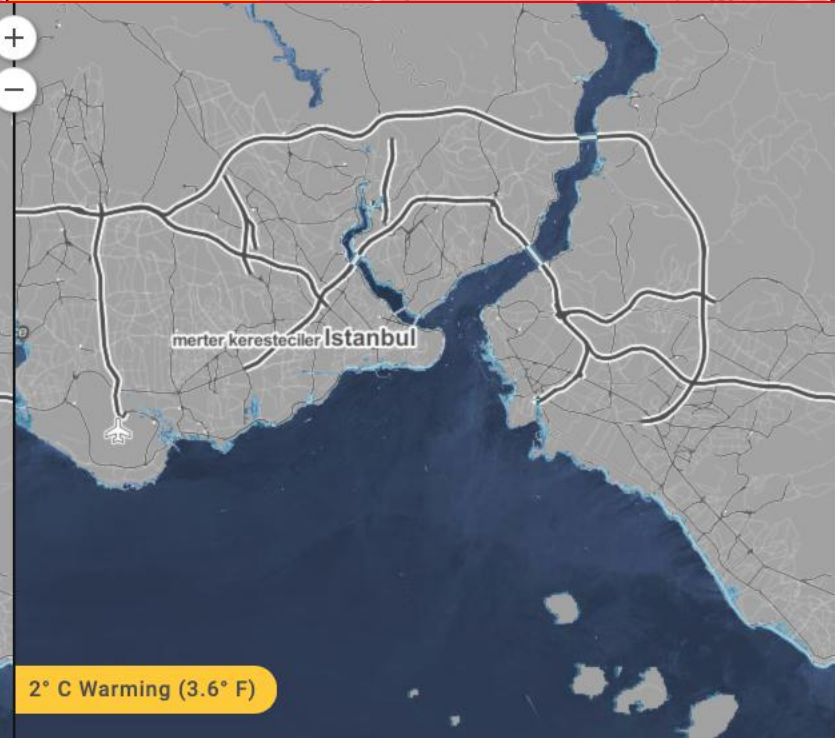 +
−
merter keresteciler Istanbul
2° C Warming (3.6° F)